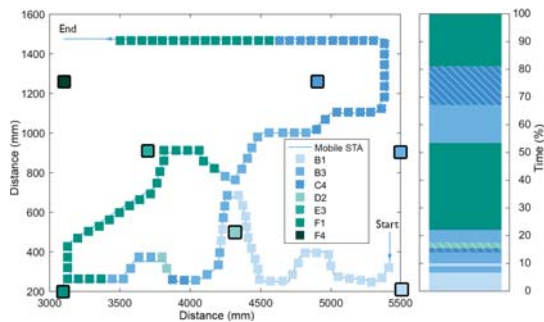 1600
1400
1200
1000
800
600
400
200
Distance (mm)
3000 3500 4000 4500 5000 5500
Distance (mm)
End
Start
Mobile STA
B1
B3
C4
D2
E3
F1
F4
100
90
80
70
60
50
40
30
20
10
0
Time (%)